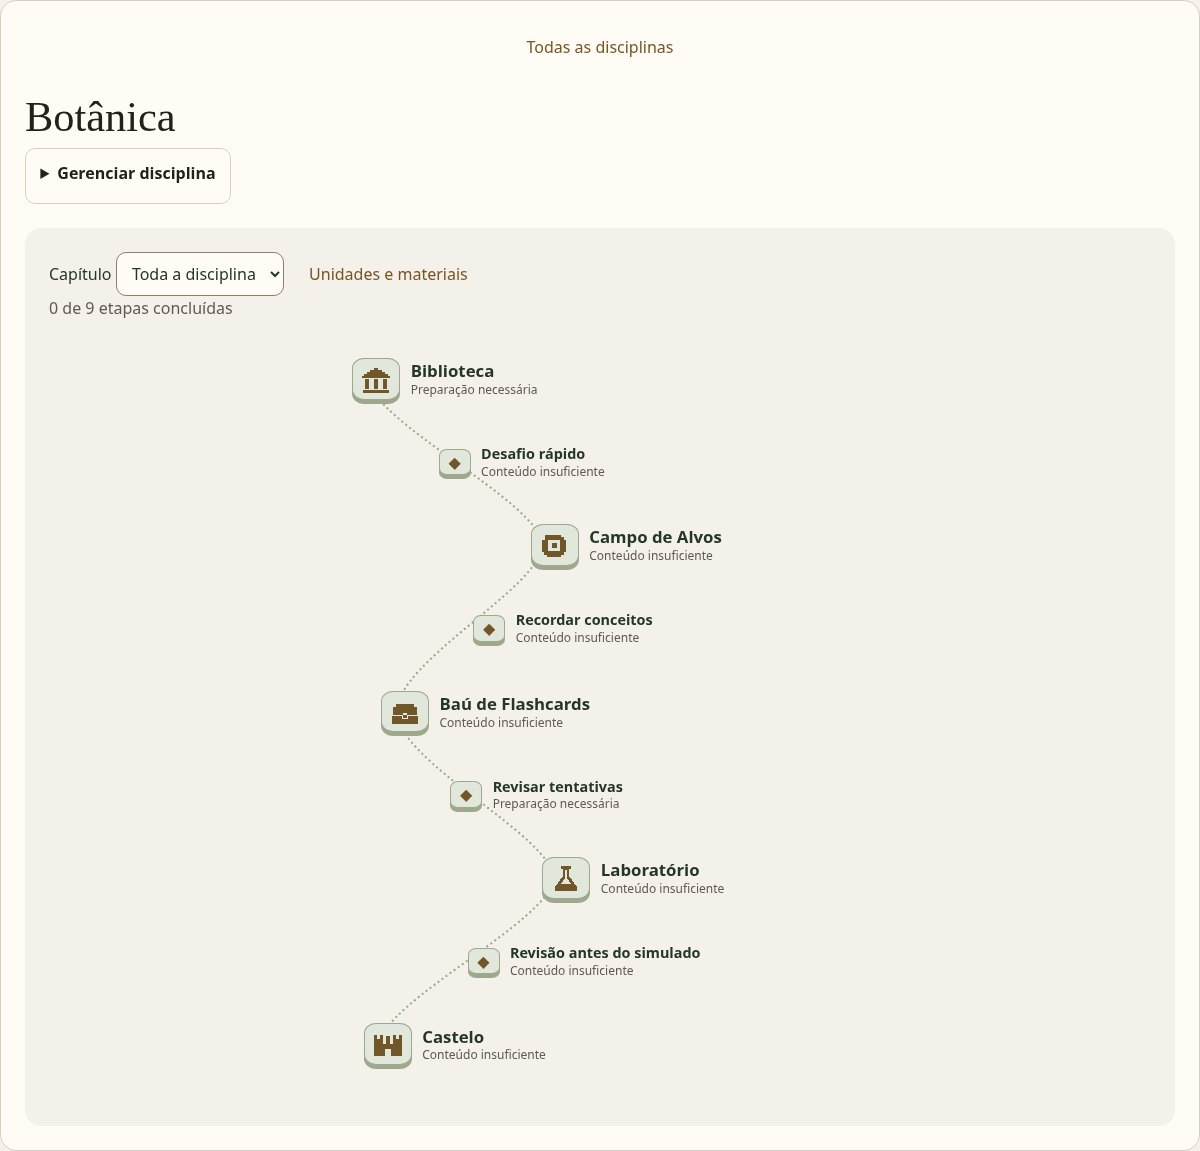 Todas as disciplinas
Botânica
Gerenciar disciplina
Capítulo Toda a disciplina Unidades e materiais
0 de 9 etapas concluídas
Biblioteca
Preparação necessária
Desafio rápido
Conteúdo insuficiente
Campo de Alvos
Conteúdo insuficiente
Recordar conceitos
Conteúdo insuficiente
Baú de Flashcards
Conteúdo insuficiente
Revisar tentativas
Preparação necessária
Laboratório
Conteúdo insuficiente
Revisão antes do simulado
Conteúdo insuficiente
Castelo
Conteúdo insuficiente